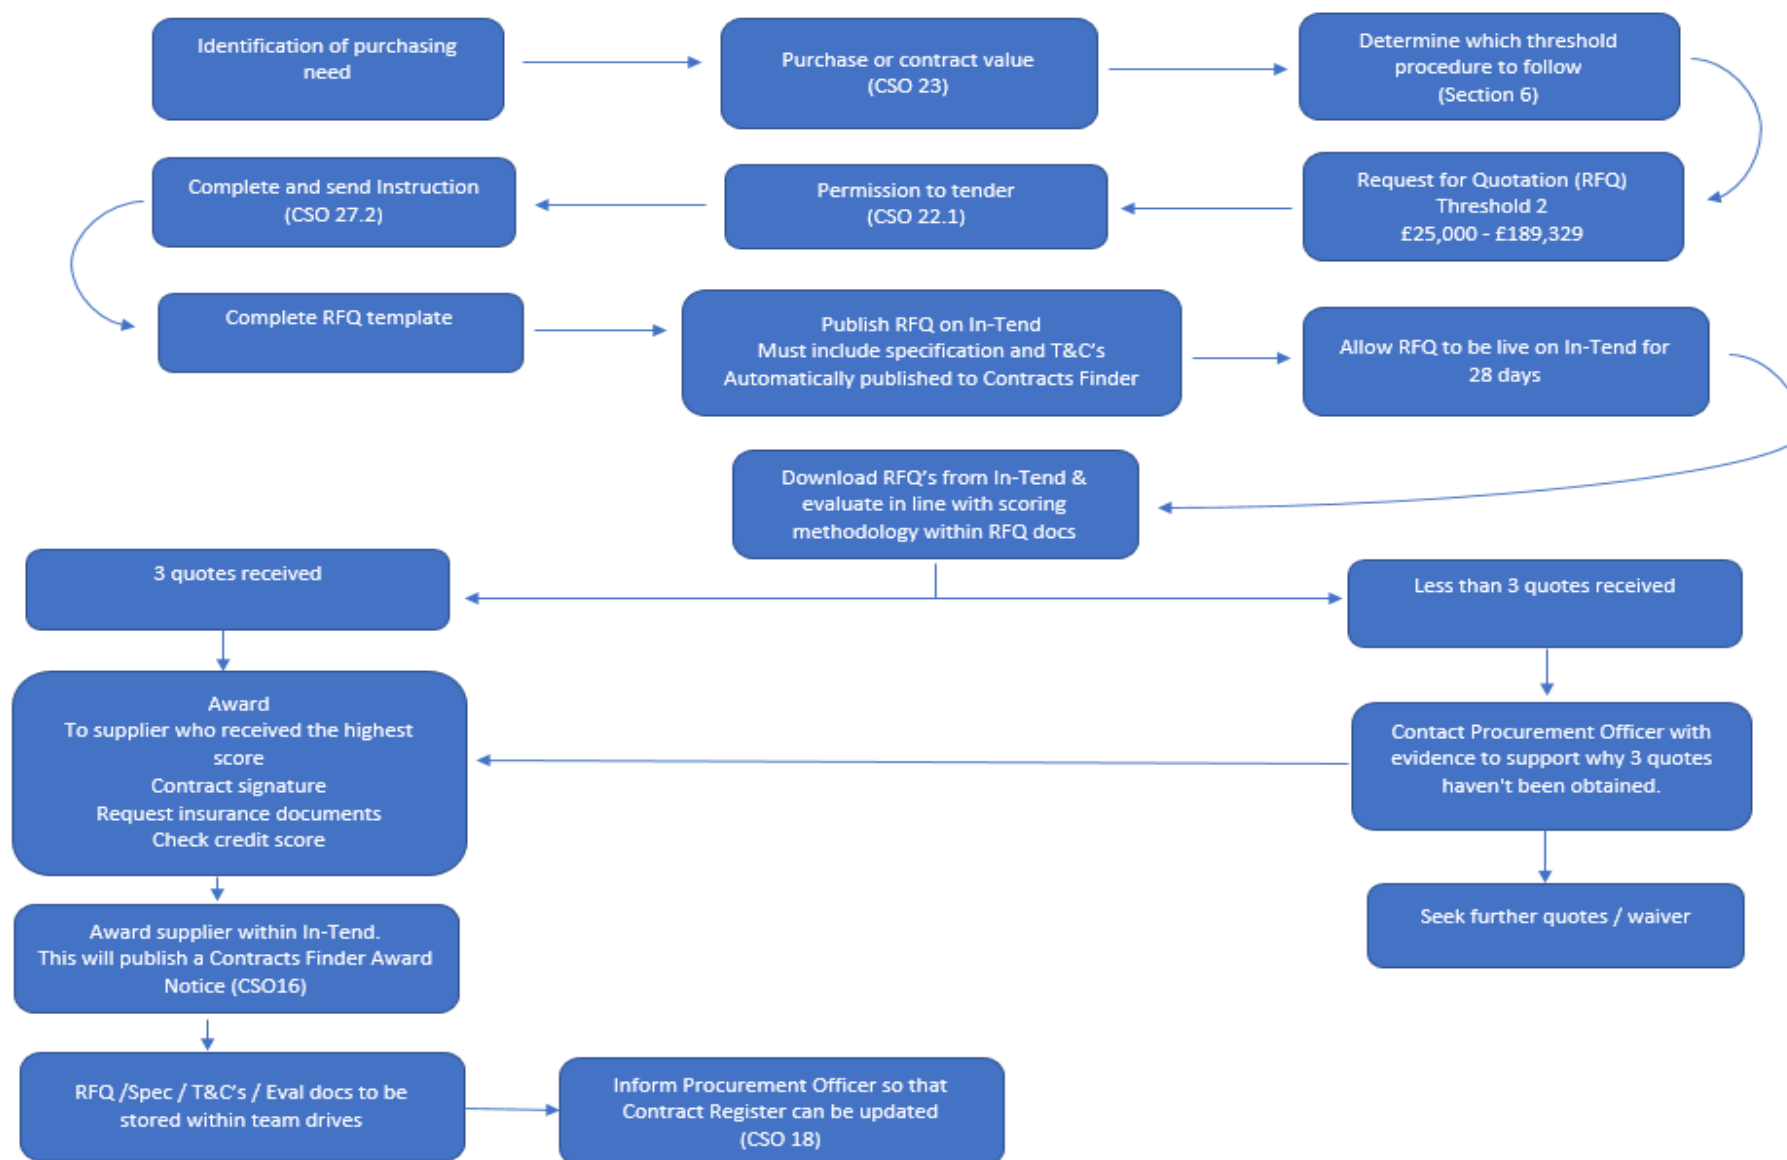 Identification of purchasing
need
Purchase or contract value
(CSO 23)
Determine which threshold
procedure to follow
(Section 6)
Request for Quotation (RFQ)
Threshold 2
£25,000 - £189,329
Permission to tender
(CSO 22.1)
Complete and send Instruction
(CSO 27.2)
Complete RFQ template
Publish RFQ on In-Tend
Must include specification and T&C's
Automatically published to Contracts Finder
Allow RFQ to be live on In-Tend for
28 days
Download RFQ's from In-Tend &
evaluate in line with scoring
methodology within RFQ docs
3 quotes received
Less than 3 quotes received
Award
To supplier who received the highest
score
Contract signature
Request insurance documents
Check credit score
Contact Procurement Officer with
evidence to support why 3 quotes
haven't been obtained.
Seek further quotes / waiver
Award supplier within In-Tend.
This will publish a Contracts Finder Award
Notice (CSO16)
RFQ /Spec / T&C's / Eval docs to be
stored within team drives
Inform Procurement Officer so that
Contract Register can be updated
(CSO 18)